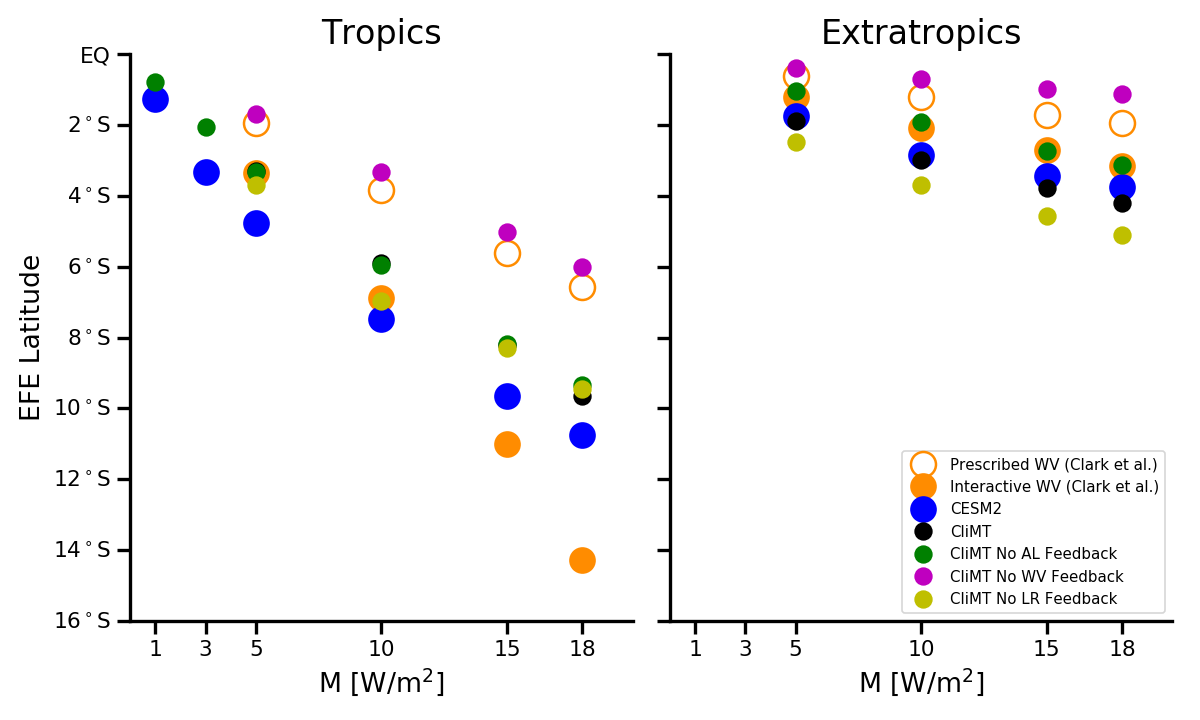 Tropics
Extratropics
EQ
2°S
4°S
6°S
8°S
10°S
12°S
14°S
16°S
EFE Latitude
1 3 5 10 15 18
M [W/m²]
1 3 5 10 15 18
M [W/m²]
Prescribed WV (Clark et al.)
Interactive WV (Clark et al.)
CESM2
CliMT
CliMT No AL Feedback
CliMT No WV Feedback
CliMT No LR Feedback